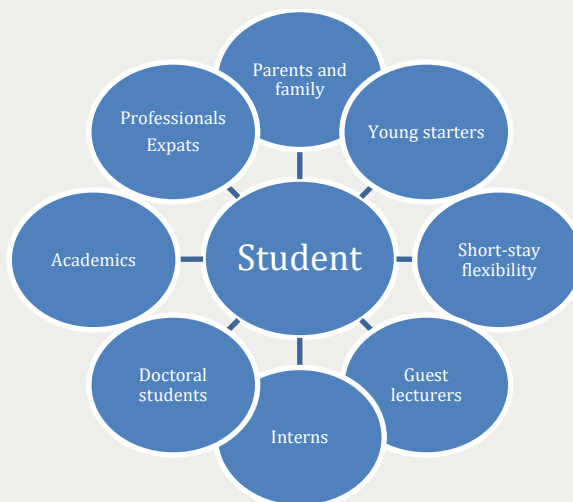 Parents and
family
Young starters
Short-stay
flexibility
Guest
lecturers
Interns
Doctoral
students
Academics
Professionals
Expats
Student